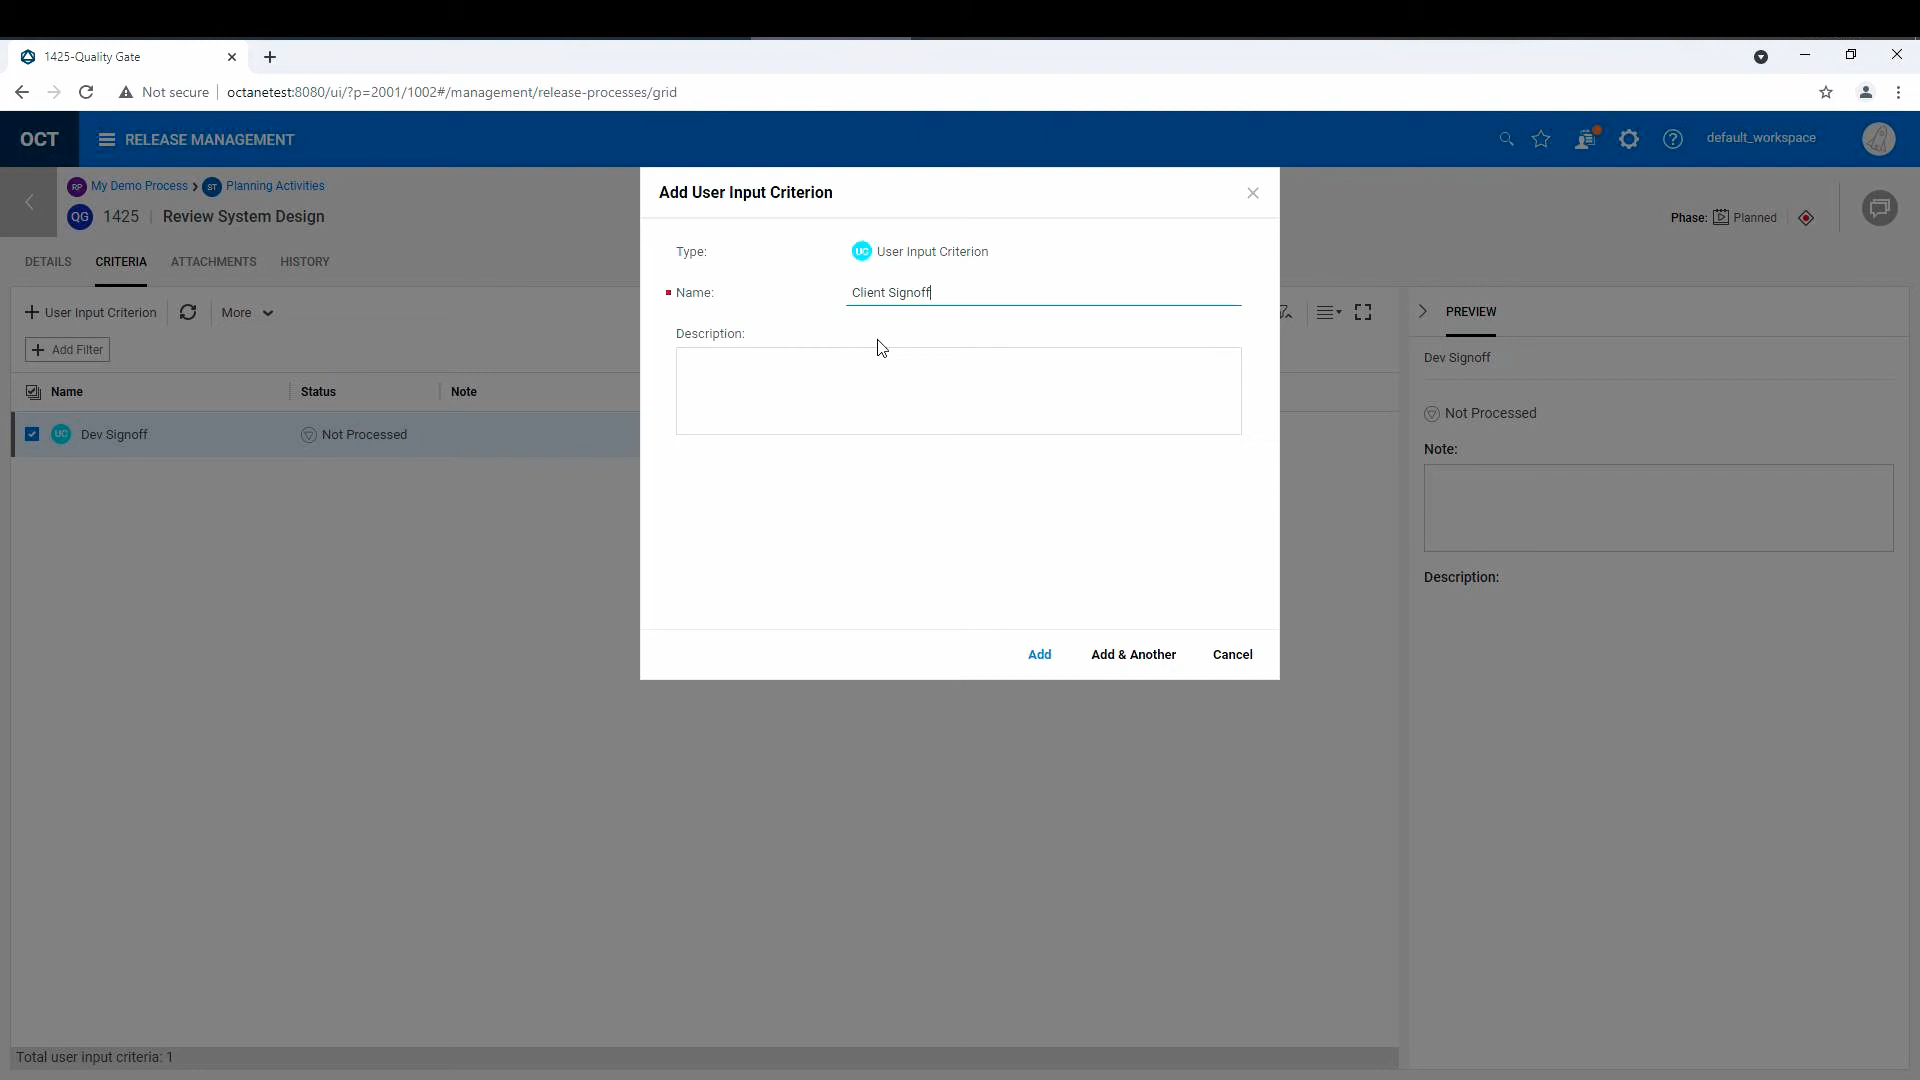 1425-Quality Gate
Not secure
octanetest:8080/ui/?p=2001/1002#/management/release-processes/grid
OCT
RELEASE MANAGEMENT
default_workspace
RP My Demo Process
ST Planning Activities
QG 1425 Review System Design
Phase: Planned
DETAILS
CRITERIA
ATTACHMENTS
HISTORY
+ User Input Criterion
More
+ Add Filter
Name
Status
Note
UC Dev Signoff
Not Processed
Total user input criteria: 1
Add User Input Criterion
Type:
UC User Input Criterion
Name:
Client Signoff
Description:
Add
Add & Another
Cancel
PREVIEW
Dev Signoff
Not Processed
Note:
Description: